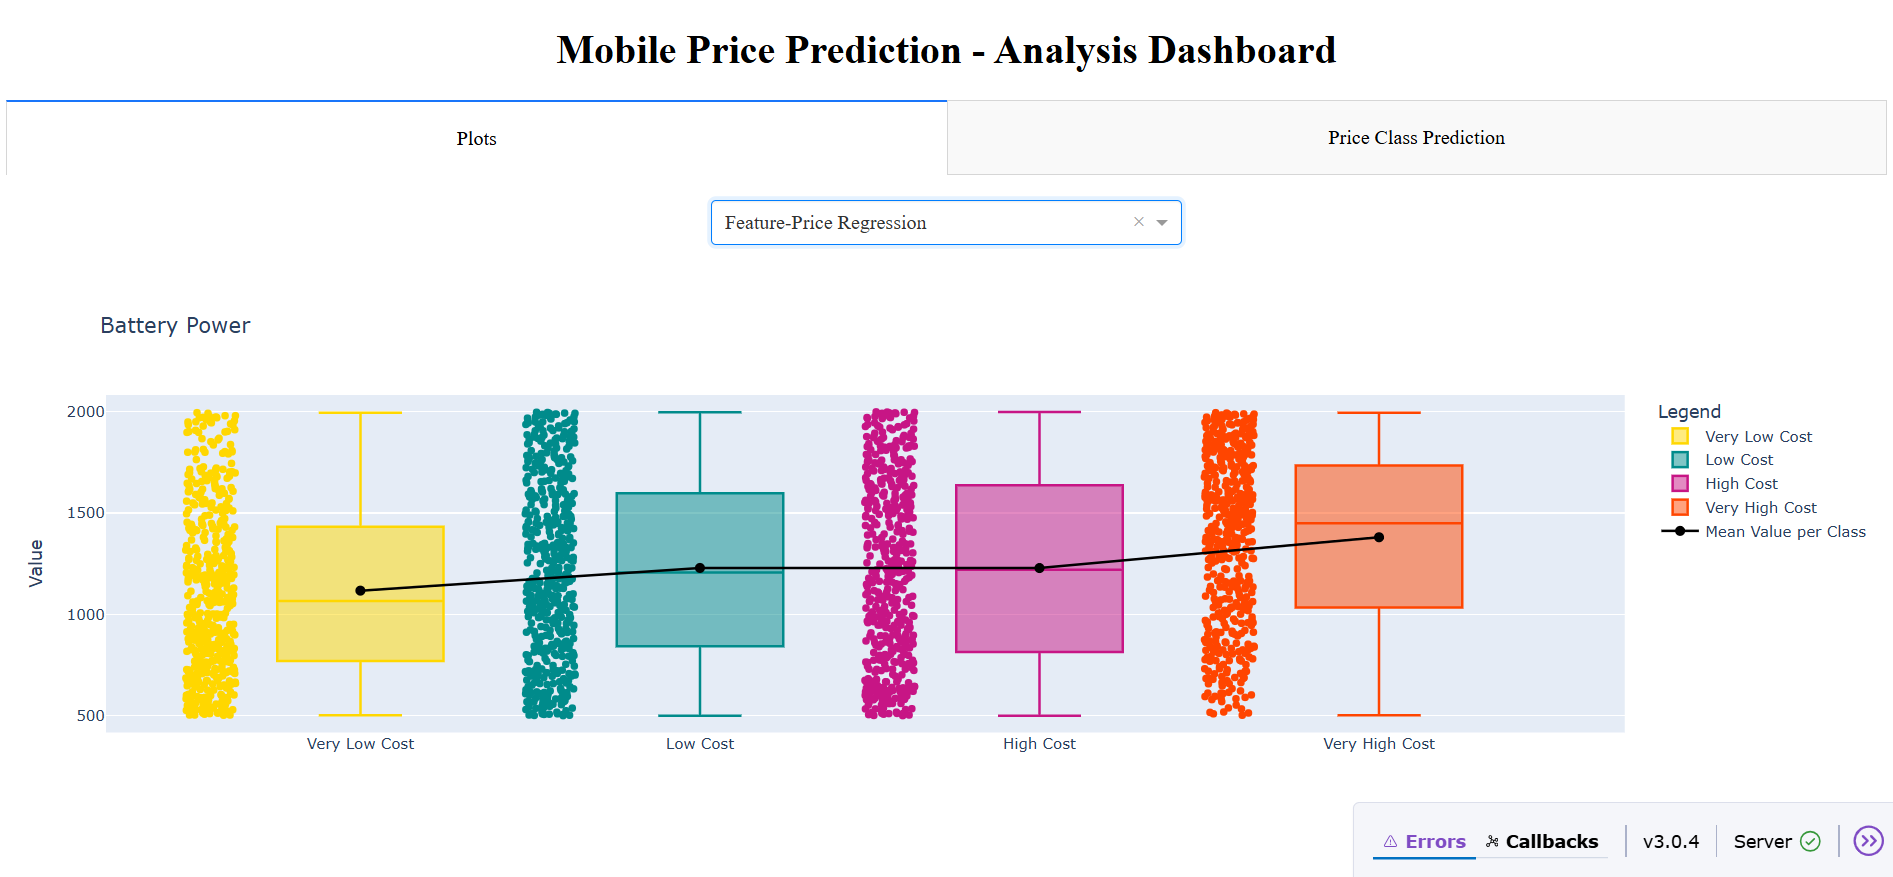 Mobile Price Prediction - Analysis Dashboard
Plots
Price Class Prediction
Feature-Price Regression
Battery Power
2000
1500
1000
500
Value
Very Low Cost
Low Cost
High Cost
Very High Cost
Legend
Very Low Cost
Low Cost
High Cost
Very High Cost
Mean Value per Class
Errors
Callbacks
v3.0.4
Server